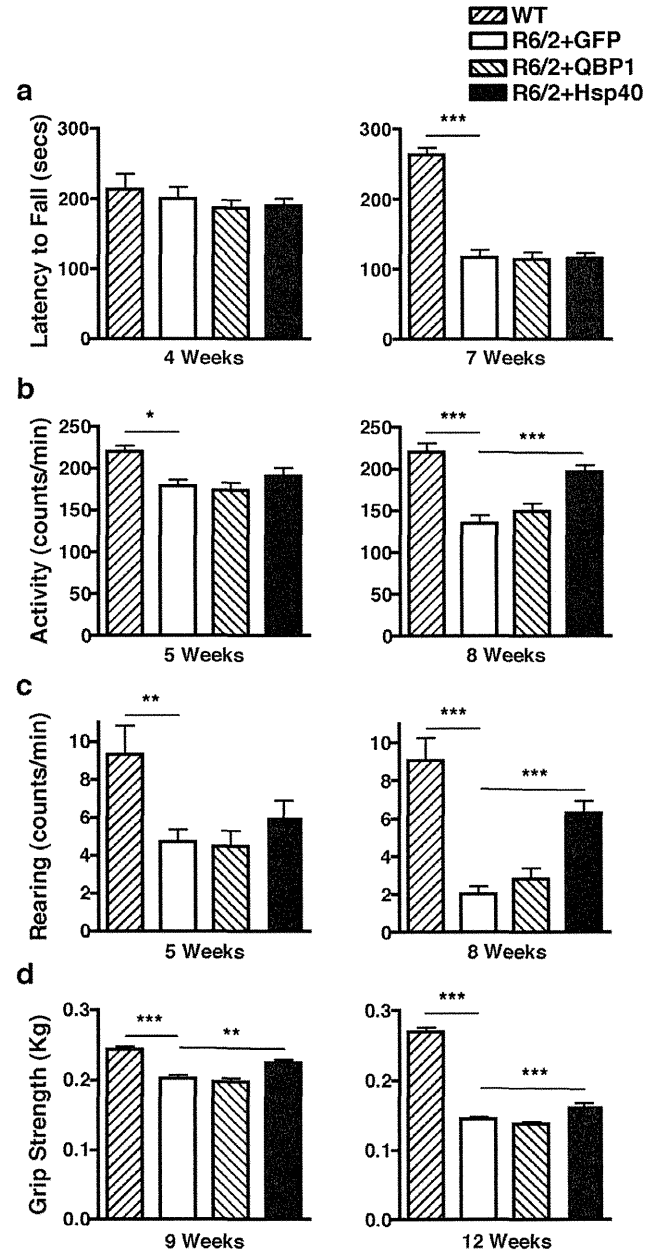 WT
R6/2+GFP
R6/2+QBP1
R6/2+Hsp40
a
Latency to Fall (secs)
300
200
100
0
4 Weeks
***
300
200
100
0
7 Weeks
b
Activity (counts/min)
*
250
200
150
100
50
0
5 Weeks
***
***
250
200
150
100
50
0
8 Weeks
c
Rearing (counts/min)
**
10
8
6
4
2
0
5 Weeks
***
***
10
8
6
4
2
0
8 Weeks
d
Grip Strength (Kg)
***
**
0.3
0.2
0.1
0.0
9 Weeks
***
***
0.3
0.2
0.1
0.0
12 Weeks